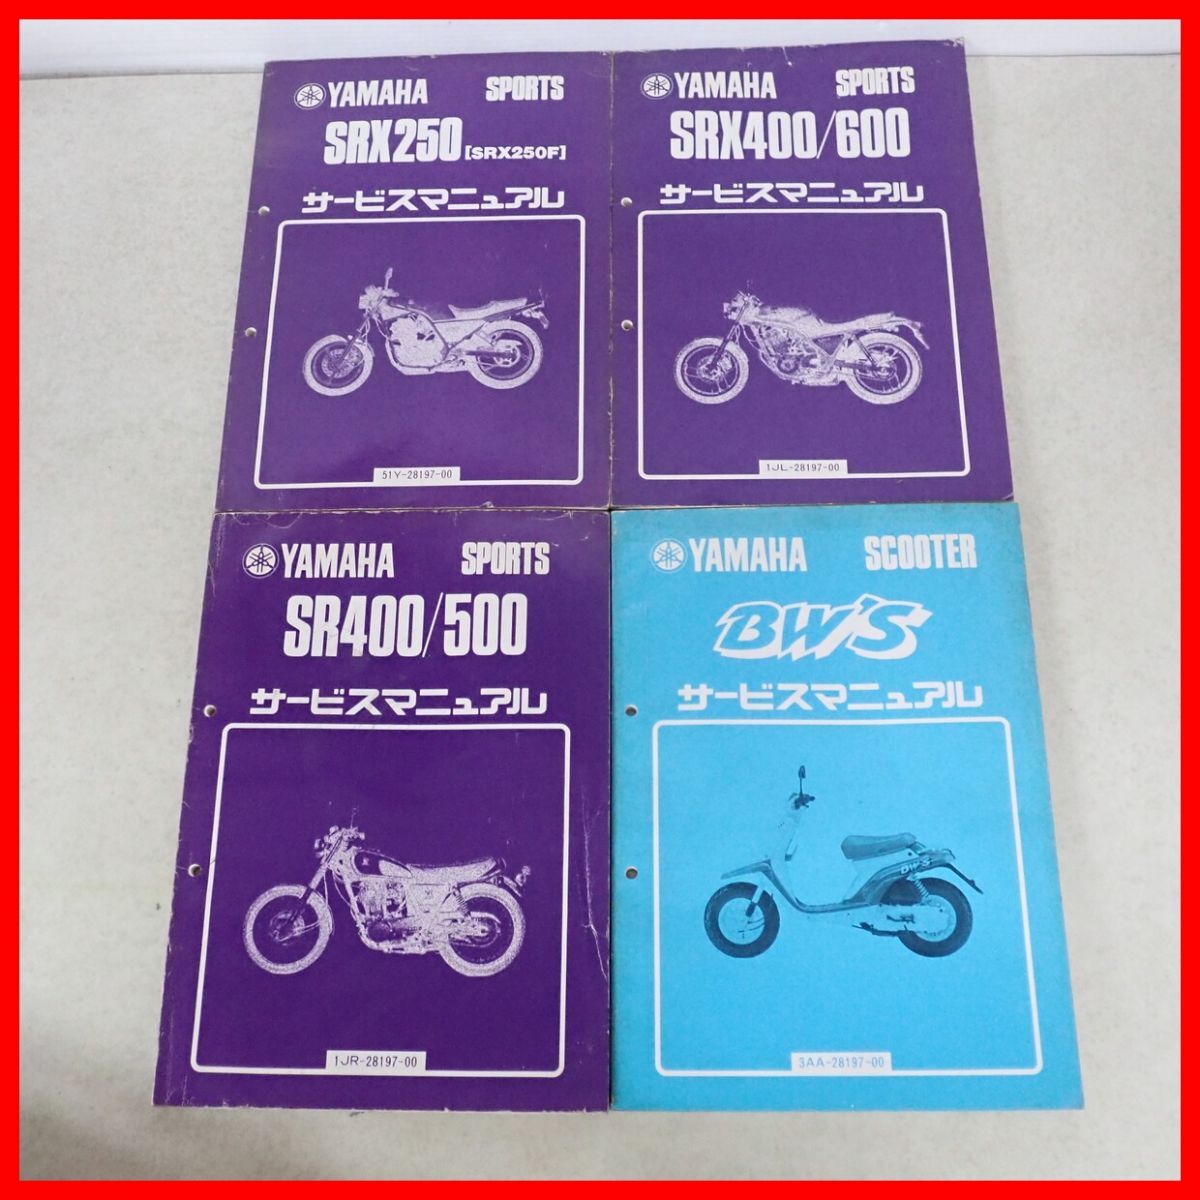 YAMAHA SPORTS
SRX250 [SRX250F]
サービスマニュアル
51Y-28197-00
YAMAHA SPORTS
SRX400/600
サービスマニュアル
1JL-28197-00
YAMAHA SPORTS
SR400/500
サービスマニュアル
1JR-28197-00
YAMAHA SCOOTER
BW'S
サービスマニュアル
BW'S
3AA-28197-00